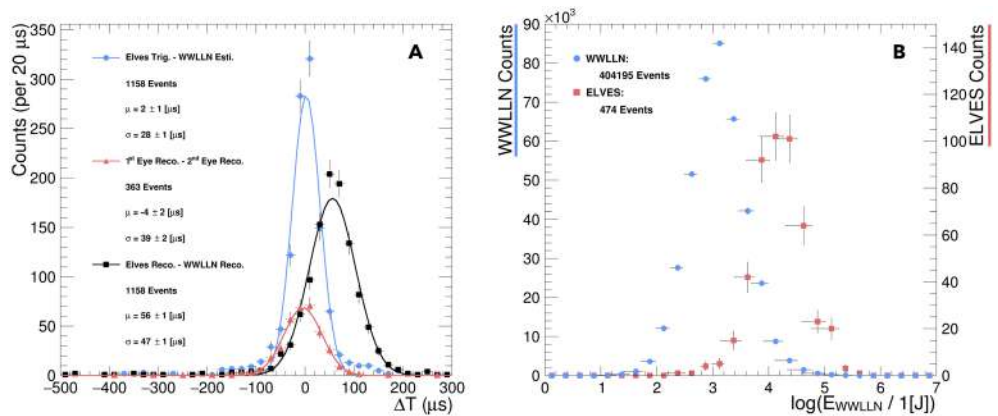 Counts (per 20 μs)
350
300
250
200
150
100
50
0
A
Elves Trig. - WWLLN Esti.
1158 Events
μ = 2 ± 1 [μs]
σ = 28 ± 1 [μs]
1st Eye Reco. - 2nd Eye Reco.
363 Events
μ = -4 ± 2 [μs]
σ = 39 ± 2 [μs]
Elves Reco. - WWLLN Reco.
1158 Events
μ = 56 ± 1 [μs]
σ = 47 ± 1 [μs]
−500 −400 −300 −200 −100 0 100 200 300
ΔT (μs)
×10³
90
80
70
60
50
40
30
20
10
0
B
WWLLN:
404195 Events
ELVES:
474 Events
WWLLN Counts
ELVES Counts
140
120
100
80
60
40
20
0
0 1 2 3 4 5 6 7
log(E_WWLLN / 1[J])